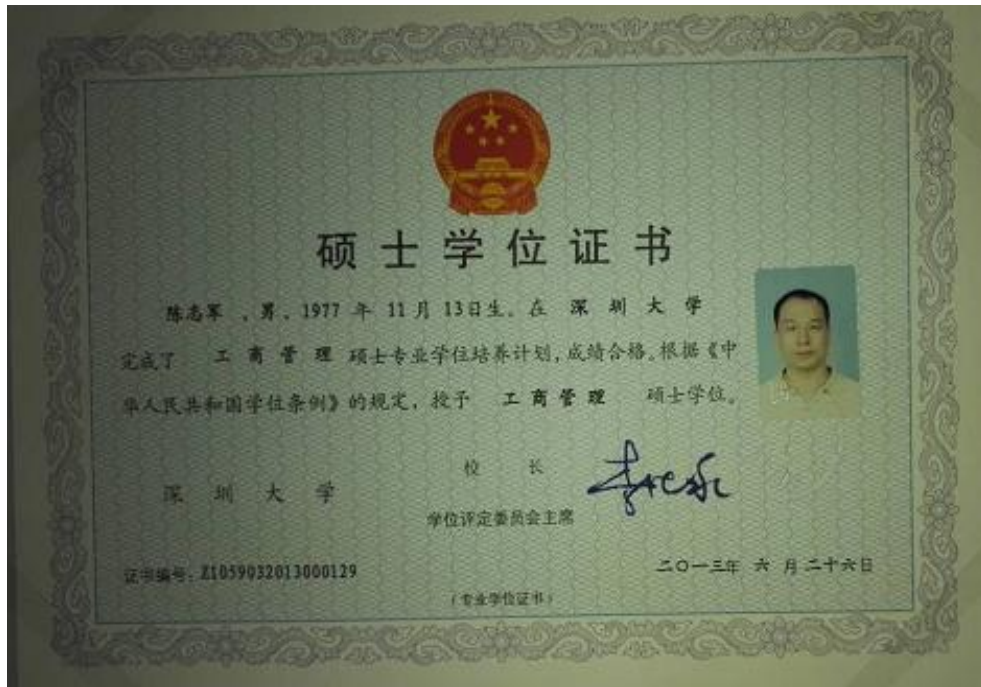 硕士学位证书
陈志军 、男、1977 年 11 月 13日生。在 深圳大学
完成了 工商管理 硕士专业学位培养计划,成绩合格。根据《中
华人民共和国学位条例》的规定, 授予 工商管理 硕士学位。
校 长
深圳大学
学位评定委员会主席
证书编号: Z1059032013000129
二〇一三年 六 月 二十六日
(专业学位证书)